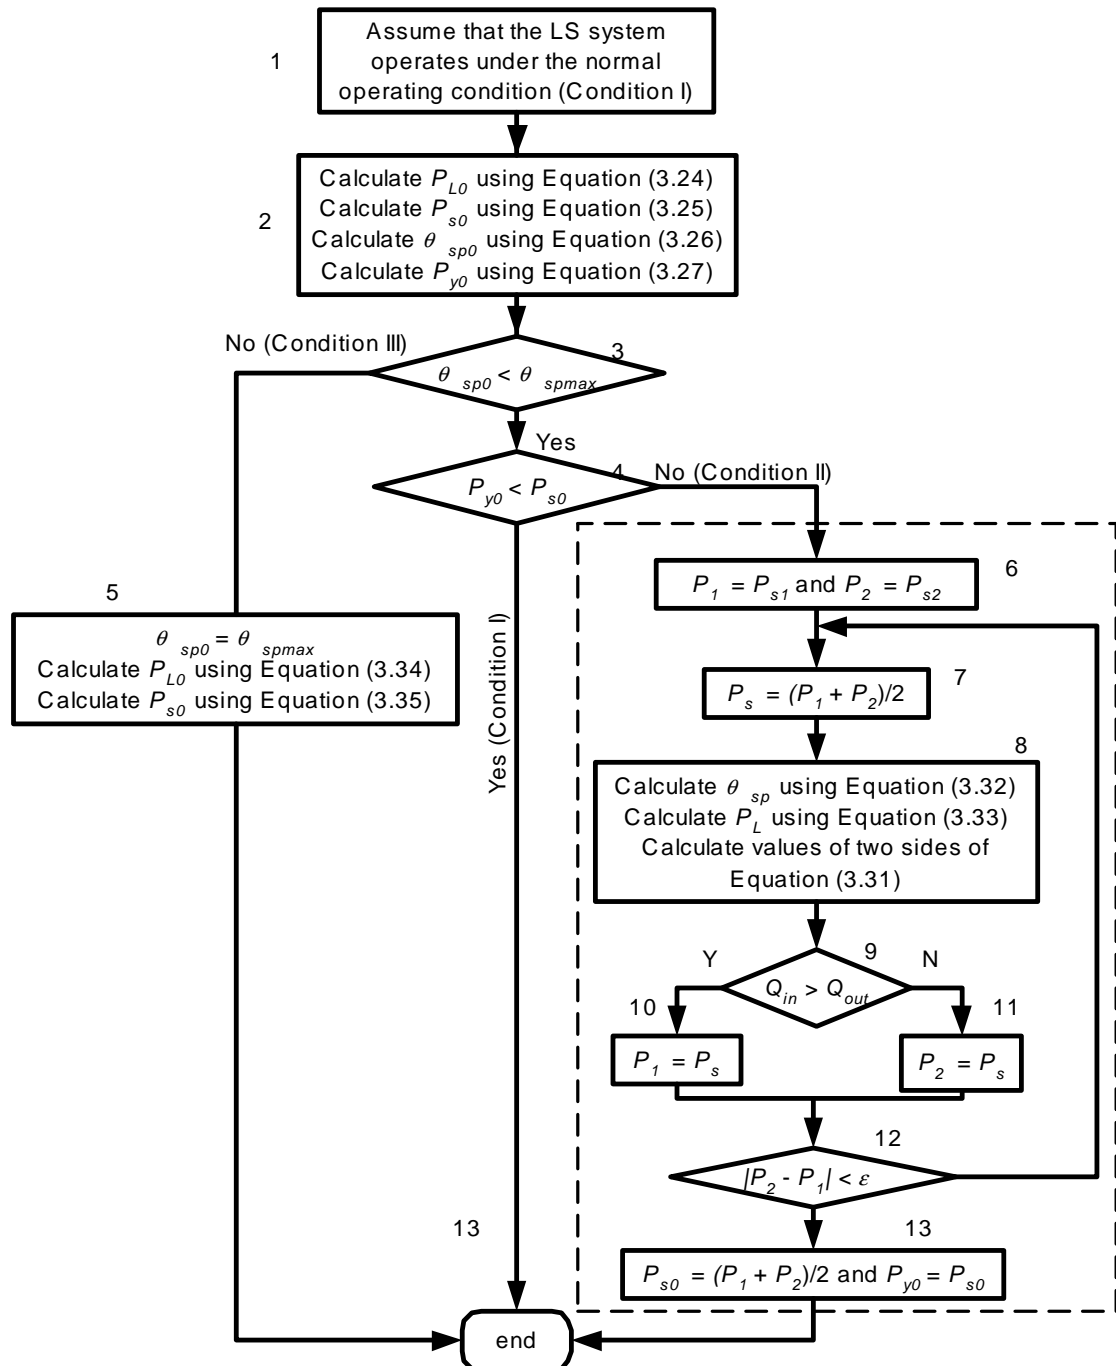 1
Assume that the LS system
operates under the normal
operating condition (Condition I)
2
Calculate P_L0 using Equation (3.24)
Calculate P_s0 using Equation (3.25)
Calculate θ_sp0 using Equation (3.26)
Calculate P_y0 using Equation (3.27)
No (Condition III)
3
θ_sp0 < θ_spmax
Yes
4
No (Condition II)
P_y0 < P_s0
5
θ_sp0 = θ_spmax
Calculate P_L0 using Equation (3.34)
Calculate P_s0 using Equation (3.35)
Yes (Condition I)
6
P_1 = P_s1 and P_2 = P_s2
7
P_s = (P_1 + P_2)/2
8
Calculate θ_sp using Equation (3.32)
Calculate P_L using Equation (3.33)
Calculate values of two sides of
Equation (3.31)
9
Y
N
Q_in > Q_out
10
11
P_1 = P_s
P_2 = P_s
12
|P_2 - P_1| < ε
13
13
P_s0 = (P_1 + P_2)/2 and P_y0 = P_s0
end